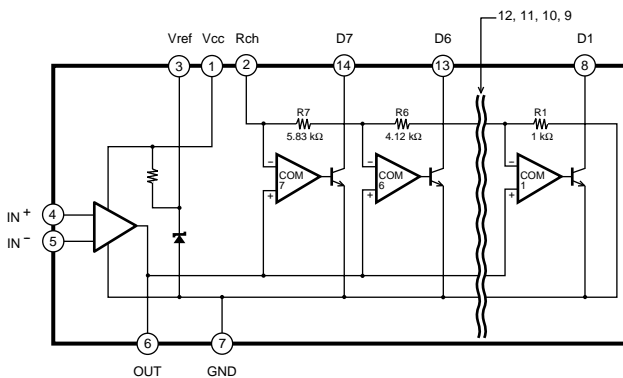 12, 11, 10, 9
Vref Vcc Rch D7 D6 D1
3 1 2 14 13 8
R7 R6 R1
5.83 kΩ 4.12 kΩ 1 kΩ
− − −
COM 7 COM 6 COM 1
+ + +
IN+ 4
IN− 5
6 7
OUT GND